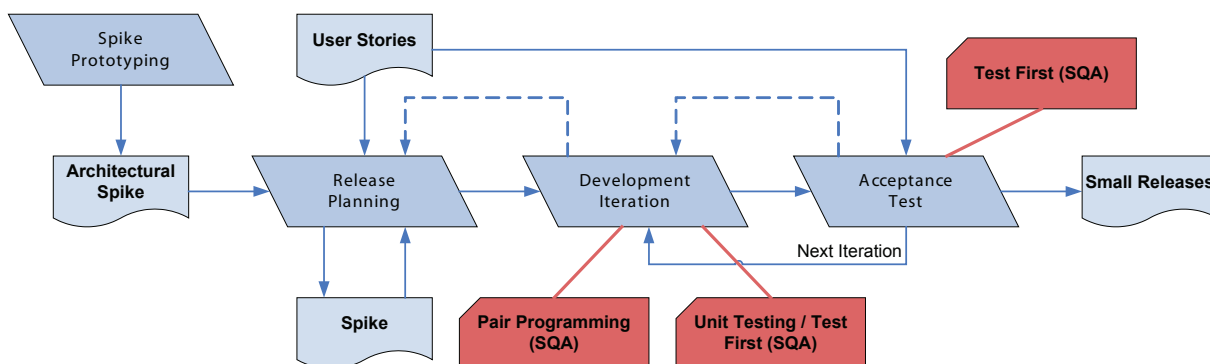 Spike
Prototyping
User Stories
Test First (SQA)
Architectural
Spike
Release
Planning
Development
Iteration
Acceptance
Test
Small Releases
Next Iteration
Spike
Pair Programming
(SQA)
Unit Testing / Test
First (SQA)